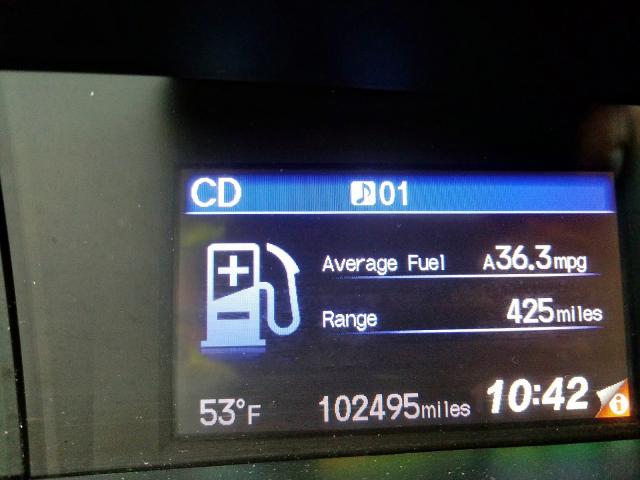 CD 01
Average Fuel A36.3mpg
Range 425miles
53°F 102495miles 10:42 i